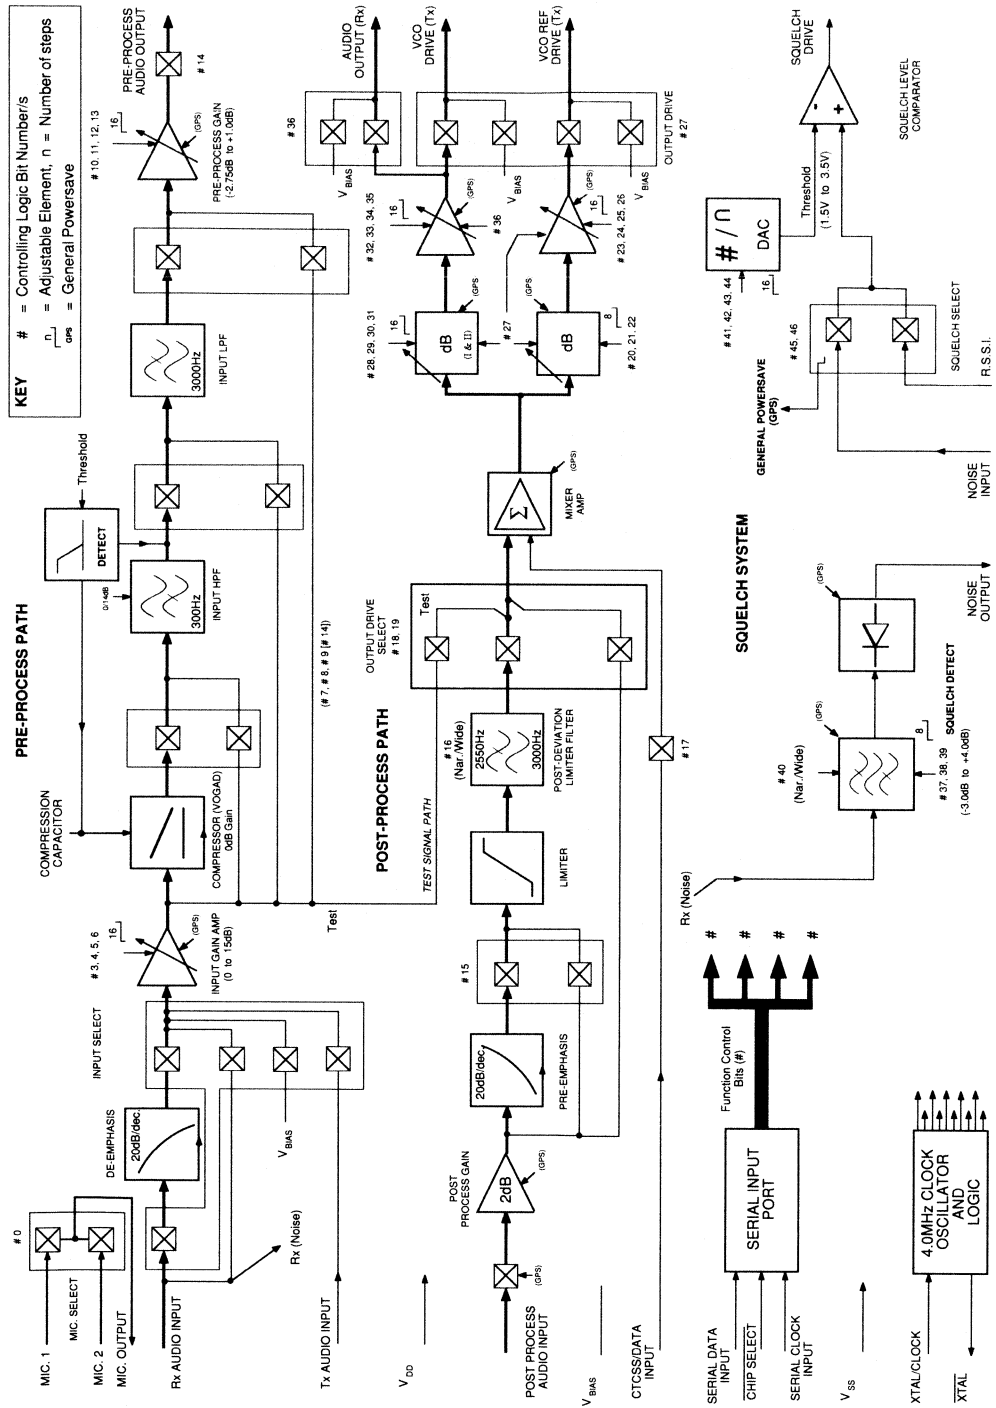 KEY
# = Controlling Logic Bit Number/s
n = Adjustable Element, n = Number of steps
GPS = General Powersave
PRE-PROCESS PATH
MIC. 1
MIC. SELECT
# 0
MIC. 2
MIC. OUTPUT
Rx AUDIO INPUT
Rx (Noise)
Tx AUDIO INPUT
DE-EMPHASIS
20dB/dec.
INPUT SELECT
V BIAS
# 3, 4, 5, 6
16
(GPS)
INPUT GAIN AMP
(0 to 15dB)
Test
COMPRESSION
CAPACITOR
COMPRESSOR (VOGAD)
0dB Gain
(# 7, # 8, # 9 [# 14])
DETECT
Threshold
0/14dB
300Hz
INPUT HPF
3000Hz
INPUT LPF
# 10, 11, 12, 13
16
(GPS)
PRE-PROCESS GAIN
(-2.75dB to +1.0dB)
# 14
PRE-PROCESS
AUDIO OUTPUT
POST-PROCESS PATH
V DD
POST PROCESS
AUDIO INPUT
(GPS)
V BIAS
CTCSS/DATA
INPUT
POST
PROCESS GAIN
2dB
(GPS)
20dB/dec.
PRE-EMPHASIS
# 15
LIMITER
TEST SIGNAL PATH
# 16
(Nar./Wide)
2550Hz
3000Hz
POST-DEVIATION
LIMITER FILTER
# 17
OUTPUT DRIVE
SELECT
# 18, 19
Test
Σ
(GPS)
MIXER
AMP
# 28, 29, 30, 31
16
dB
(I & II)
(GPS)
# 27
(GPS)
8
dB
# 20, 21, 22
# 32, 33, 34, 35
16
(GPS)
# 36
(GPS)
16
# 23, 24, 25, 26
# 36
V BIAS
V BIAS
V BIAS
OUTPUT DRIVE
# 27
AUDIO
OUTPUT (Rx)
VCO
DRIVE (Tx)
VCO REF
DRIVE (Tx)
SQUELCH SYSTEM
SERIAL DATA
INPUT
CHIP SELECT
SERIAL CLOCK
INPUT
SERIAL INPUT
PORT
Function Control
Bits (#)
#
#
#
#
V SS
XTAL/CLOCK
XTAL
4.0MHz CLOCK
OSCILLATOR
AND
LOGIC
Rx (Noise)
# 40
(Nar./Wide)
(GPS)
8
# 37, 38, 39
(-3.0dB to +4.0dB)
SQUELCH DETECT
(GPS)
NOISE
OUTPUT
NOISE
INPUT
R.S.S.I.
GENERAL POWERSAVE
(GPS)
# 45, 46
SQUELCH SELECT
# 41, 42, 43, 44
16
# / n
DAC
Threshold
(1.5V to 3.5V)
-
+
SQUELCH
DRIVE
SQUELCH LEVEL
COMPARATOR